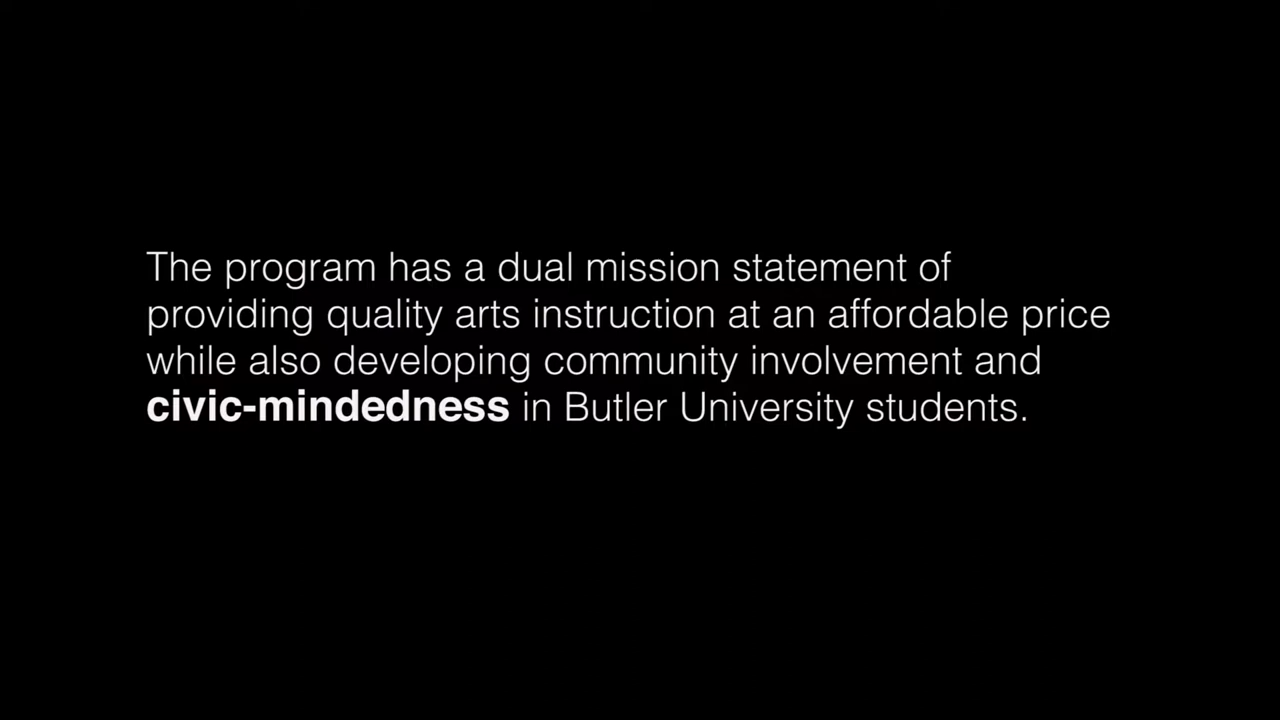 The program has a dual mission statement of
providing quality arts instruction at an affordable price
while also developing community involvement and
civic-mindedness in Butler University students.